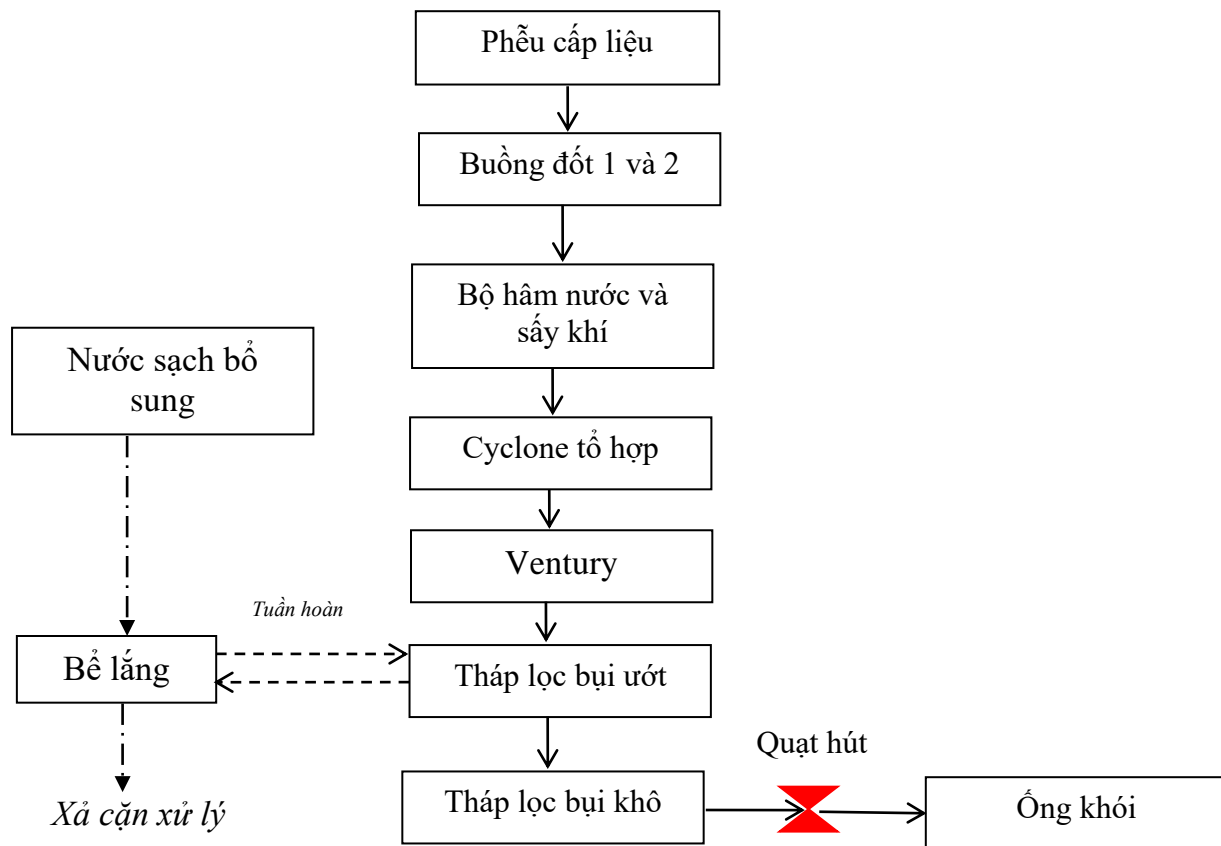 Phễu cấp liệu
Buồng đốt 1 và 2
Bộ hâm nước và
sấy khí
Nước sạch bổ
sung
Cyclone tổ hợp
Ventury
Tuần hoàn
Bể lắng
Tháp lọc bụi ướt
Quạt hút
Xả cặn xử lý
Tháp lọc bụi khô
Ống khói